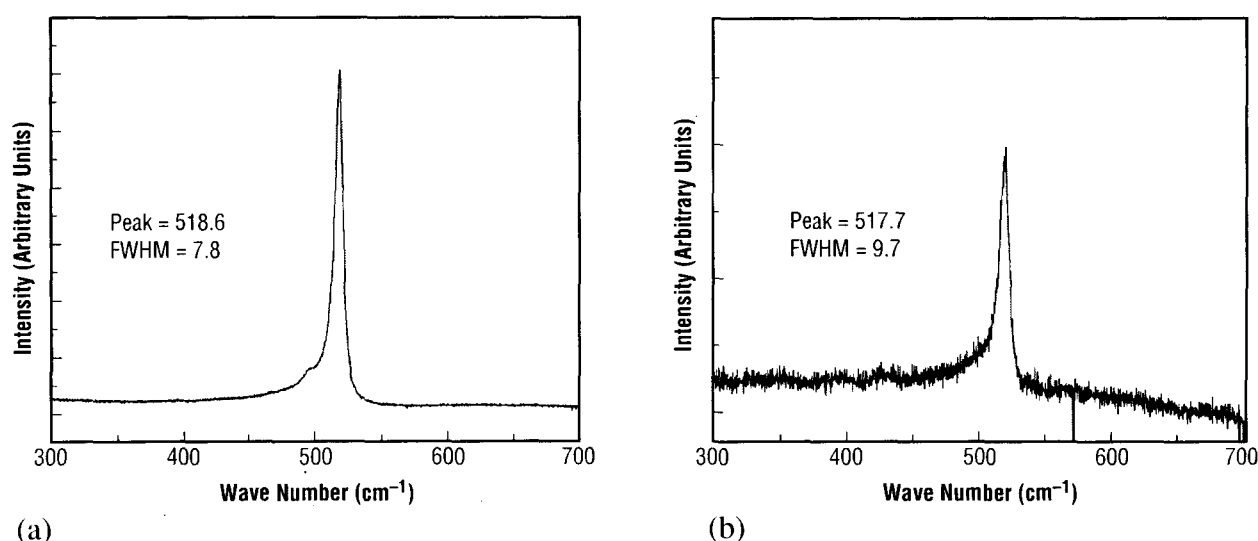 Intensity (Arbitrary Units)
Peak = 518.6
FWHM = 7.8
300 400 500 600 700
Wave Number (cm⁻¹)
(a)
Intensity (Arbitrary Units)
Peak = 517.7
FWHM = 9.7
300 400 500 600 700
Wave Number (cm⁻¹)
(b)